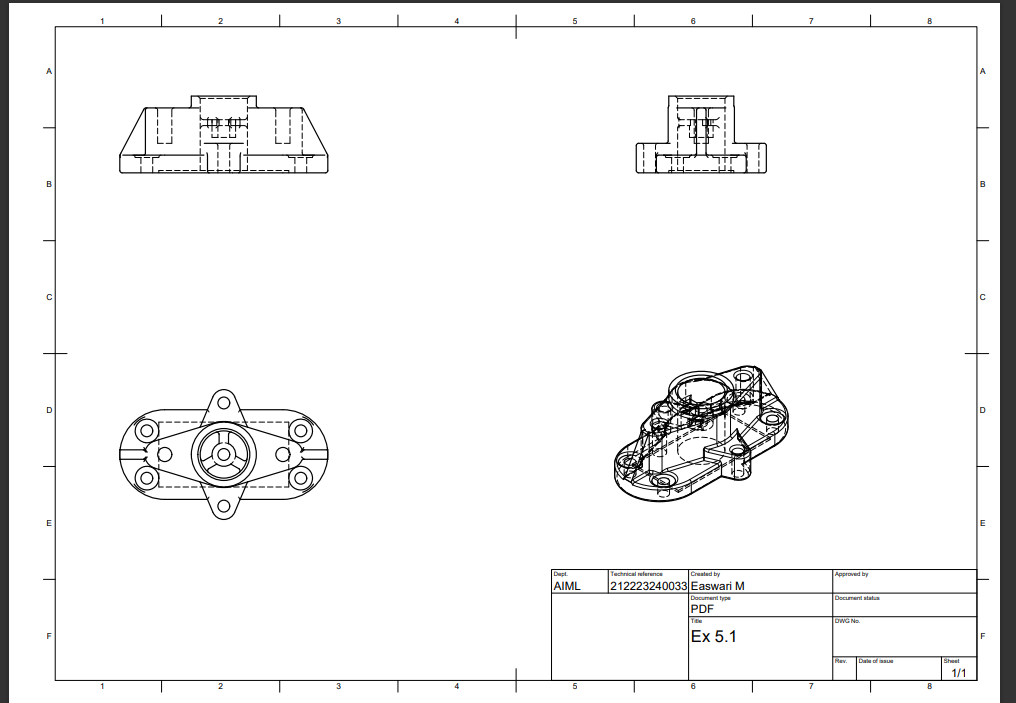 1 2 3 4 5 6 7 8
A A
B B
C C
D D
E E
Dept. Technical reference Created by Approved by
AIML 212223240033 Easwari M
Document type Document status
PDF
Title DWG No.
Ex 5.1
F F
Rev. Date of issue Sheet
1/1
1 2 3 4 5 6 7 8